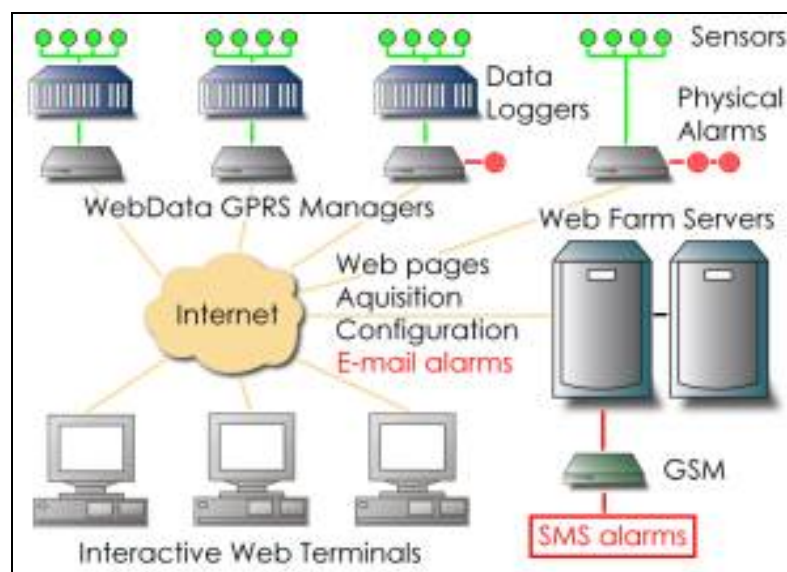 Sensors
Data
Loggers
Physical
Alarms
WebData GPRS Managers
Web Farm Servers
Internet
Web pages
Aquisition
Configuration
E-mail alarms
GSM
SMS alarms
Interactive Web Terminals